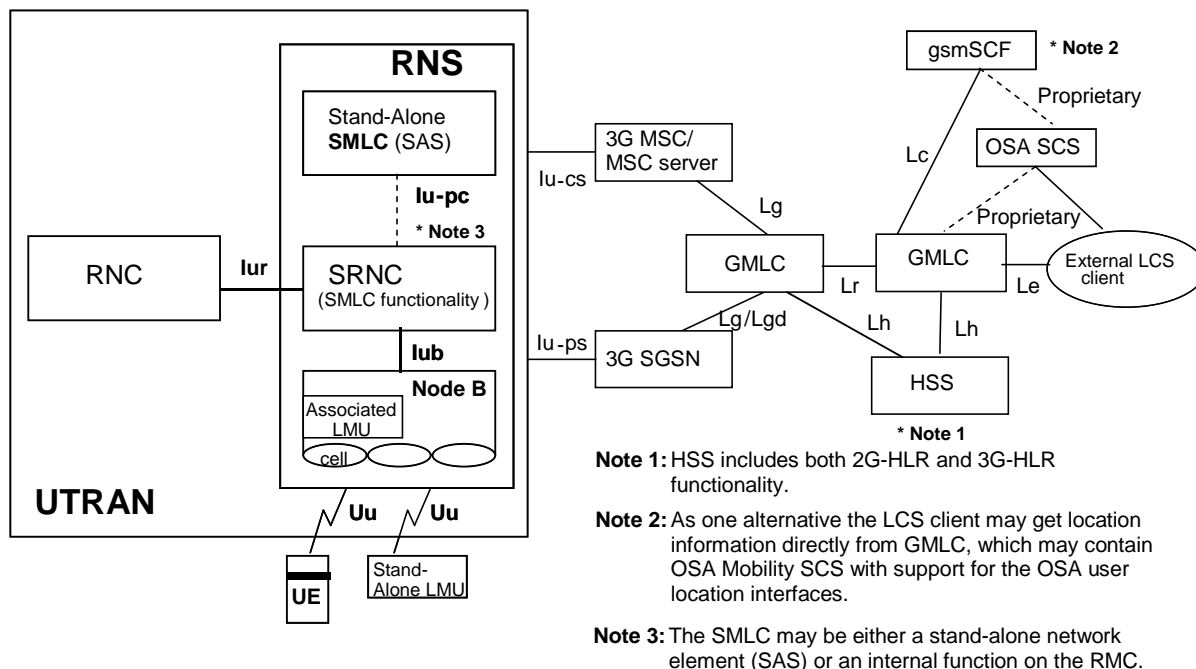 RNS
Stand-Alone
SMLC (SAS)
Iu-pc
* Note 3
RNC
Iur
SRNC
(SMLC functionality )
Iub
Node B
Associated
LMU
cell
UTRAN
Uu
Uu
UE
Stand-
Alone LMU
Iu-cs
Iu-ps
3G MSC/
MSC server
Lg
GMLC
Lg/Lgd
3G SGSN
Lr
Lh
Lh
gsmSCF
* Note 2
Proprietary
Lc
OSA SCS
Proprietary
GMLC
Le
External LCS
client
HSS
* Note 1
Note 1: HSS includes both 2G-HLR and 3G-HLR
functionality.
Note 2: As one alternative the LCS client may get location
information directly from GMLC, which may contain
OSA Mobility SCS with support for the OSA user
location interfaces.
Note 3: The SMLC may be either a stand-alone network
element (SAS) or an internal function on the RMC.